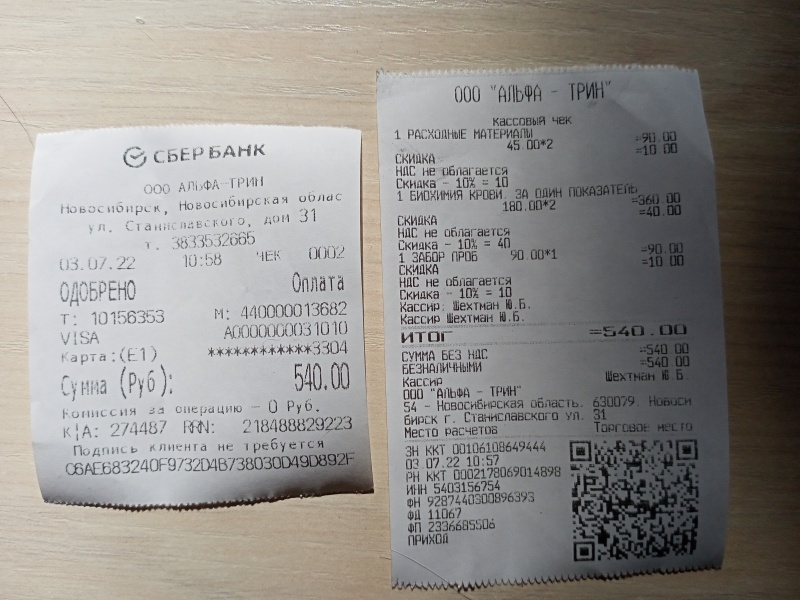 СБЕРБАНК
ООО АЛЬФА-ТРИН
Новосибирск, Новосибирская облас
ул. Станиславского, дом 31
т. 3833532665
03.07.22 10:58 ЧЕК 0002
ОДОБРЕНО Оплата
Т: 10156353 М: 440000013682
VISA A0000000031010
Карта:(E1) ************3304
Сумма (Руб): 540.00
Комиссия за операцию – 0 Руб.
К/А: 274487 RRN: 218488829223
Подпись клиента не требуется
C6AE683240F9732D4B738030D49D892F
ООО "АЛЬФА - ТРИН"
Кассовый чек
1 РАСХОДНЫЕ МАТЕРИАЛЫ
45.00*2 =90.00
СКИДКА =10.00
НДС не облагается
Скидка - 10% = 10
1 БИОХИМИЯ КРОВИ. ЗА ОДИН ПОКАЗАТЕЛЬ
180.00*2 =360.00
СКИДКА =40.00
НДС не облагается
Скидка - 10% = 40
1 ЗАБОР ПРОБ 90.00*1 =90.00
СКИДКА =10.00
НДС не облагается
Скидка - 10% = 10
Кассир: Шехтман Ю.Б.
Кассир Шехтман Ю.Б.
ИТОГ =540.00
СУММА БЕЗ НДС =540.00
БЕЗНАЛИЧНЫМИ =540.00
Кассир Шехтман Ю.Б.
ООО "АЛЬФА - ТРИН"
54 - Новосибирская область. 630079. Новоси
бирск г. Станиславского ул. 31
Место расчетов Торговое место
ЗН ККТ 00106108649444
03.07.22 10:57
РН ККТ 0002178069014898
ИНН 5403156754
ФН 9287440300896393
ФД 11067
ФП 2336685506
ПРИХОД